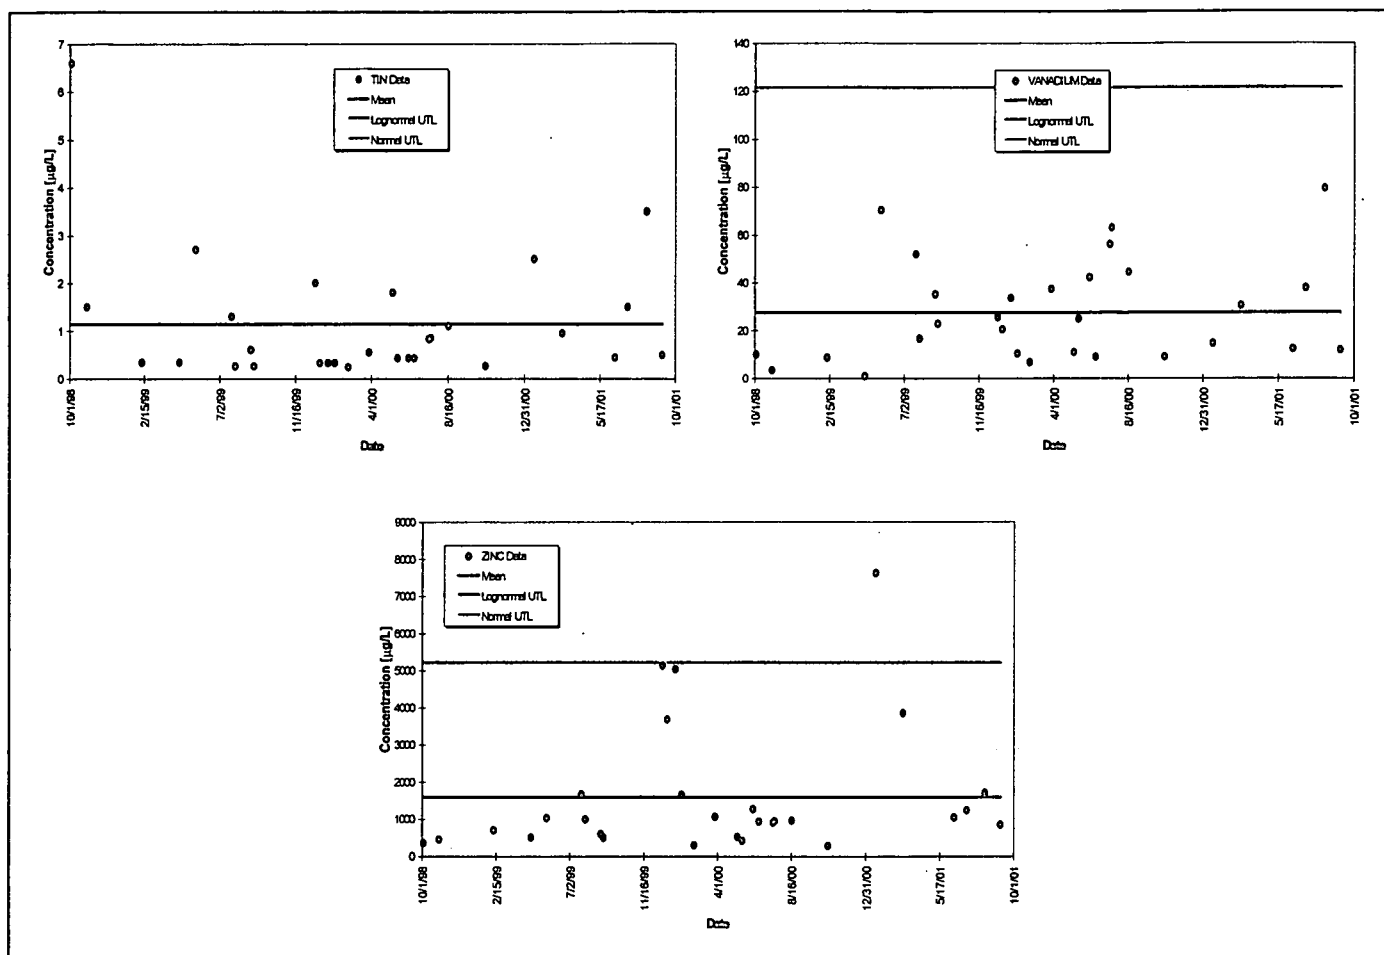 7
6
5
4
3
2
1
0
Concentration [µg/L]
TIN Data
Mean
Lognormal UTL
Normal UTL
10/1/98
2/15/99
7/2/99
11/16/99
4/1/00
8/16/00
12/31/00
5/17/01
10/1/01
Date
140
120
100
80
60
40
20
0
Concentration [µg/L]
VANADIUM Data
Mean
Lognormal UTL
Normal UTL
10/1/98
2/15/99
7/2/99
11/16/99
4/1/00
8/16/00
12/31/00
5/17/01
10/1/01
Date
9000
8000
7000
6000
5000
4000
3000
2000
1000
0
Concentration [µg/L]
ZINC Data
Mean
Lognormal UTL
Normal UTL
10/1/98
2/15/99
7/2/99
11/16/99
4/1/00
8/16/00
12/31/00
5/17/01
10/1/01
Date